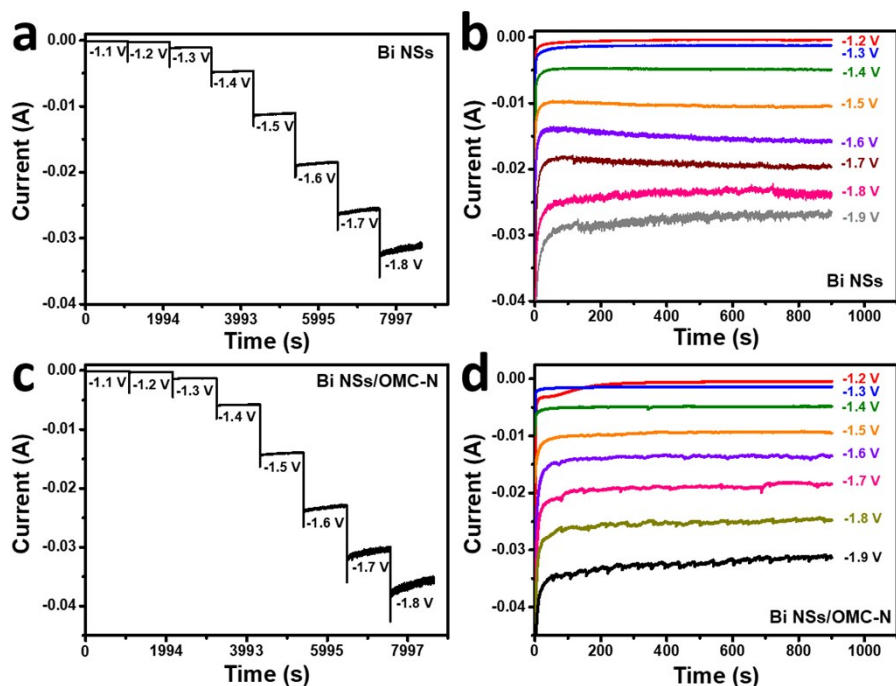 a
Bi NSs
0.00
-0.01
-0.02
-0.03
-0.04
Current (A)
-1.1 V
-1.2 V
-1.3 V
-1.4 V
-1.5 V
-1.6 V
-1.7 V
-1.8 V
0
1994
3993
5995
7997
Time (s)
b
0.00
-0.01
-0.02
-0.03
-0.04
Current (A)
-1.2 V
-1.3 V
-1.4 V
-1.5 V
-1.6 V
-1.7 V
-1.8 V
-1.9 V
Bi NSs
0
200
400
600
800
1000
Time (s)
c
Bi NSs/OMC-N
0.00
-0.01
-0.02
-0.03
-0.04
Current (A)
-1.1 V
-1.2 V
-1.3 V
-1.4 V
-1.5 V
-1.6 V
-1.7 V
-1.8 V
0
1994
3993
5995
7997
Time (s)
d
0.00
-0.01
-0.02
-0.03
-0.04
Current (A)
-1.2 V
-1.3 V
-1.4 V
-1.5 V
-1.6 V
-1.7 V
-1.8 V
-1.9 V
Bi NSs/OMC-N
0
200
400
600
800
1000
Time (s)